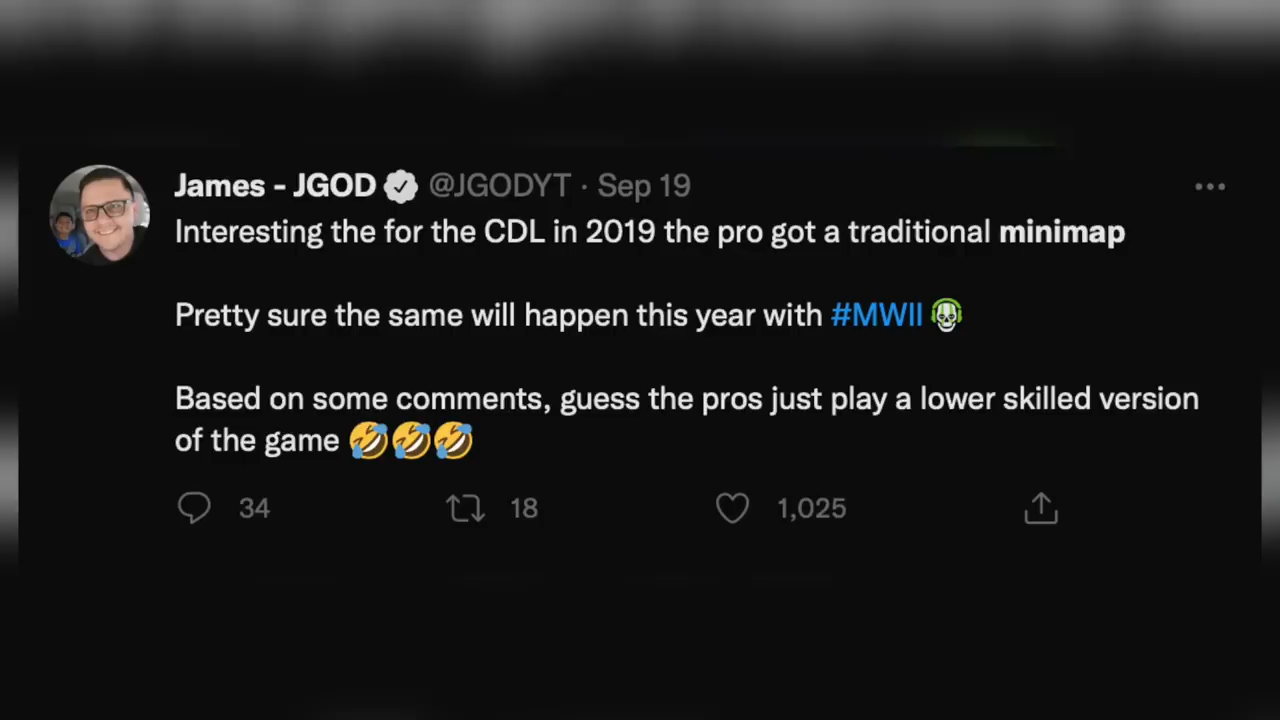 James - JGOD @JGODYT · Sep 19
Interesting the for the CDL in 2019 the pro got a traditional minimap
Pretty sure the same will happen this year with #MWII
Based on some comments, guess the pros just play a lower skilled version
of the game 🤣🤣🤣
34 18 1,025